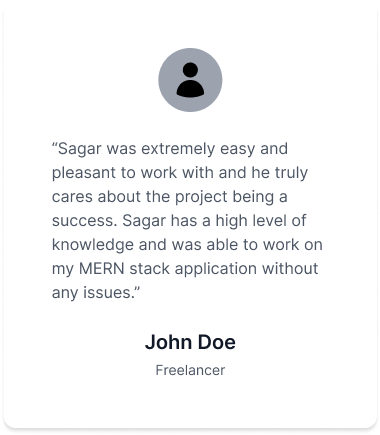 “Sagar was extremely easy and
pleasant to work with and he truly
cares about the project being a
success. Sagar has a high level of
knowledge and was able to work on
my MERN stack application without
any issues.”
John Doe
Freelancer